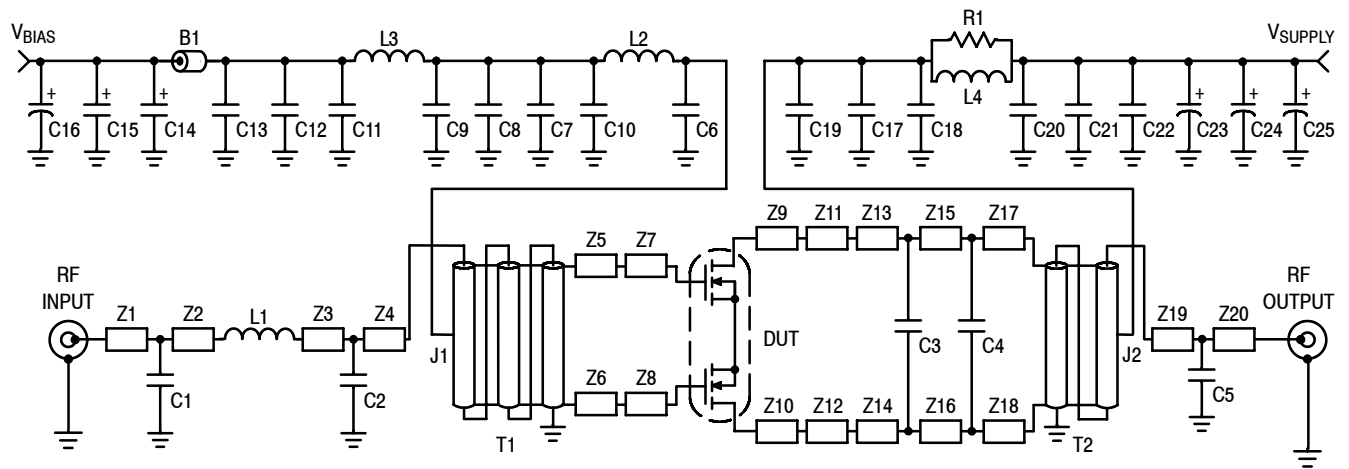 VBIAS B1 L3 L2 R1 VSUPPLY
L4
+ + + + + +
C16 C15 C14 C13 C12 C11 C9 C8 C7 C10 C6 C19 C17 C18 C20 C21 C22 C23 C24 C25
Z9 Z11 Z13 Z15 Z17
Z5 Z7
RF
INPUT
RF
OUTPUT
Z1 Z2 L1 Z3 Z4 Z19 Z20
J1 DUT C3 C4 J2
C1 C2 Z6 Z8 C5
Z10 Z12 Z14 Z16 Z18
T1 T2